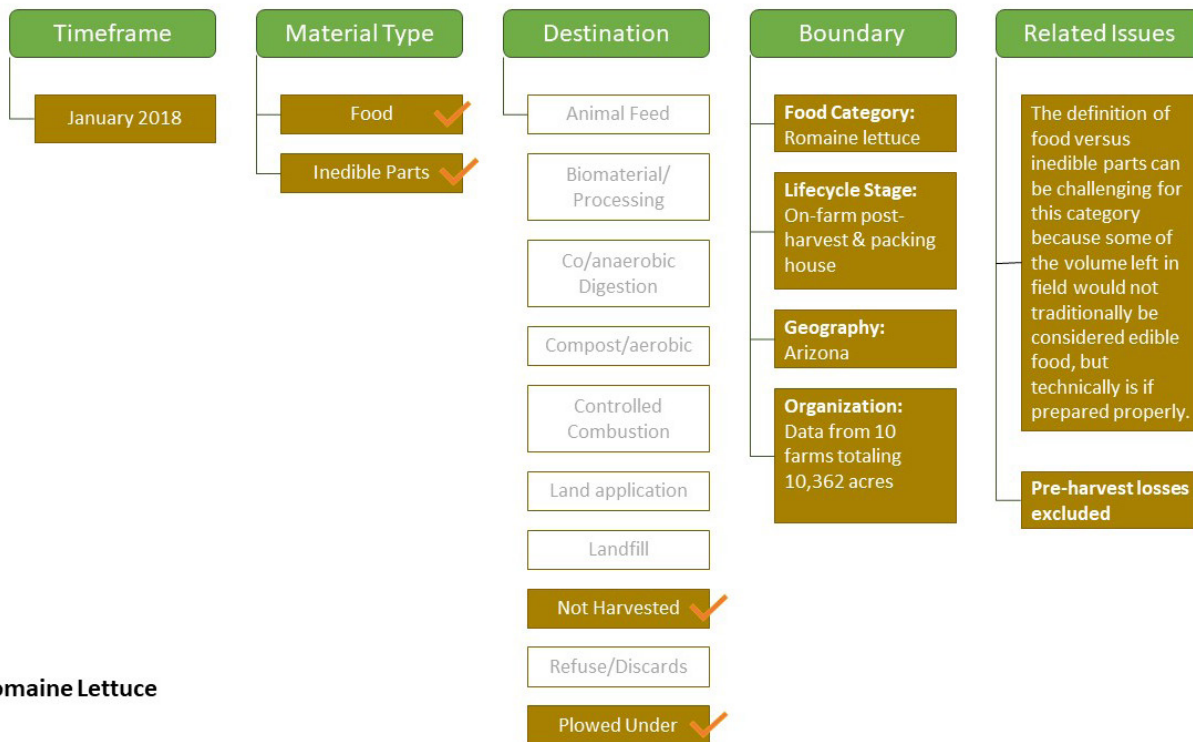 Timeframe
January 2018
Material Type
Food
Inedible Parts
Destination
Animal Feed
Biomaterial/
Processing
Co/anaerobic
Digestion
Compost/aerobic
Controlled
Combustion
Land application
Landfill
Not Harvested
Refuse/Discards
Plowed Under
Boundary
Food Category:
Romaine lettuce
Lifecycle Stage:
On-farm post-
harvest & packing
house
Geography:
Arizona
Organization:
Data from 10
farms totaling
10,362 acres
Related Issues
The definition of
food versus
inedible parts can
be challenging for
this category
because some of
the volume left in
field would not
traditionally be
considered edible
food, but
technically is if
prepared properly.
Pre-harvest losses
excluded
omaine Lettuce